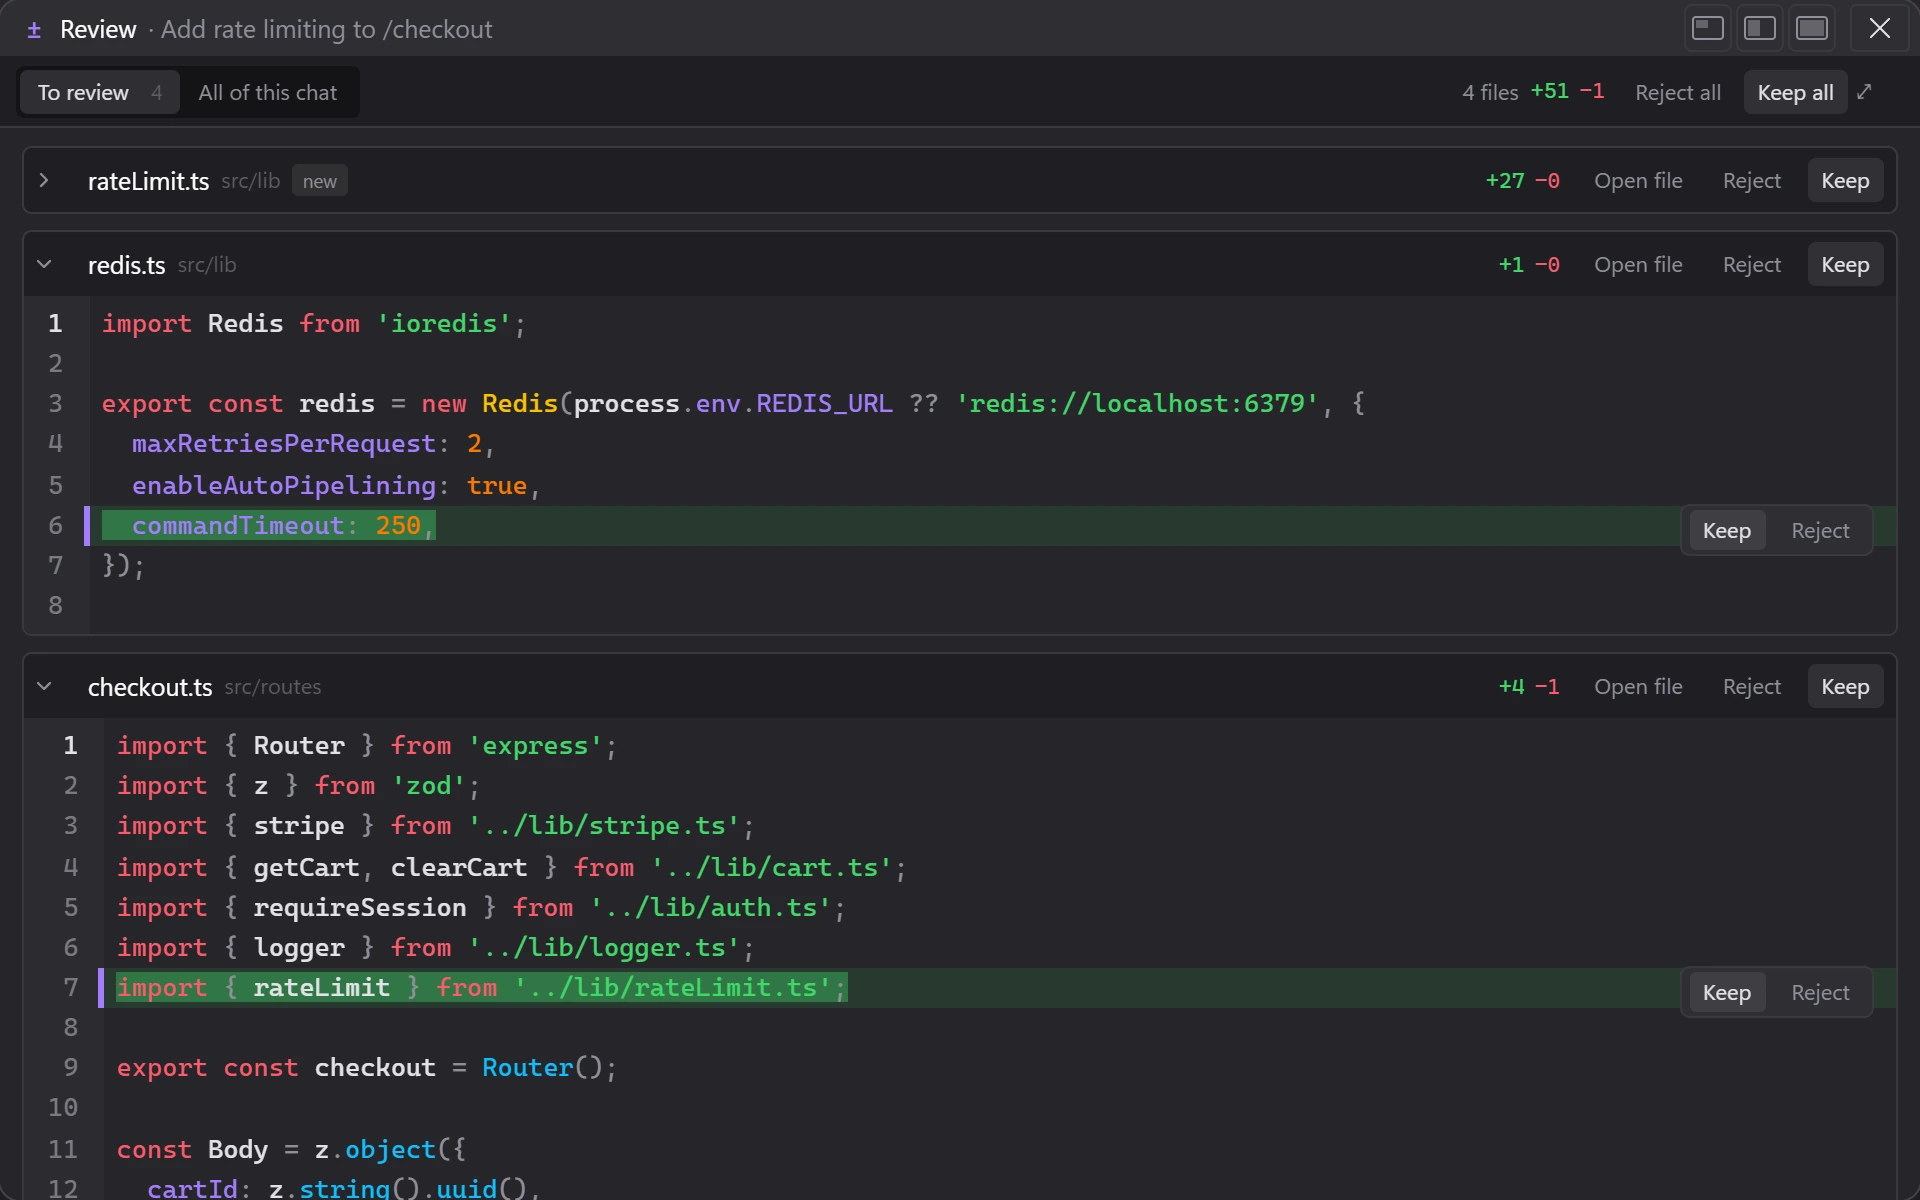 ± Review · Add rate limiting to /checkout
To review 4 All of this chat 4 files +51 −1 Reject all Keep all
rateLimit.ts src/lib new +27 −0 Open file Reject Keep
redis.ts src/lib +1 −0 Open file Reject Keep
1 import Redis from 'ioredis';
2
3 export const redis = new Redis(process.env.REDIS_URL ?? 'redis://localhost:6379', {
4   maxRetriesPerRequest: 2,
5   enableAutoPipelining: true,
6   commandTimeout: 250, Keep Reject
7 });
8
checkout.ts src/routes +4 −1 Open file Reject Keep
1 import { Router } from 'express';
2 import { z } from 'zod';
3 import { stripe } from '../lib/stripe.ts';
4 import { getCart, clearCart } from '../lib/cart.ts';
5 import { requireSession } from '../lib/auth.ts';
6 import { logger } from '../lib/logger.ts';
7 import { rateLimit } from '../lib/rateLimit.ts'; Keep Reject
8
9 export const checkout = Router();
10
11 const Body = z.object({
12   cartId: z.string().uuid(),